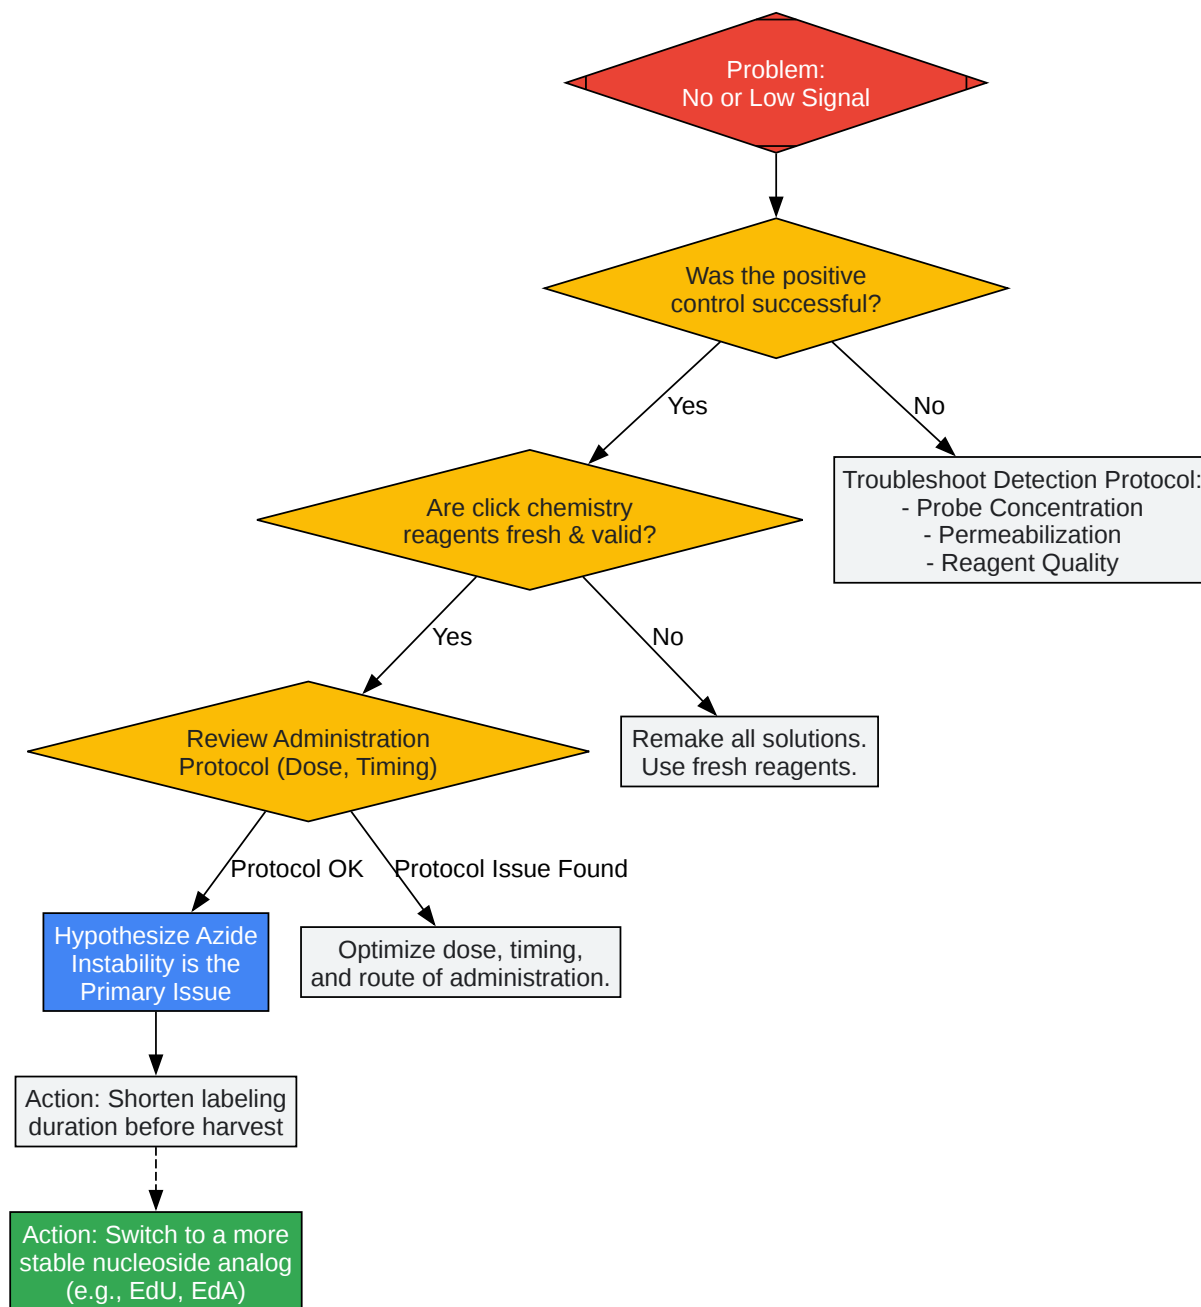 Problem:
No or Low Signal
Was the positive
control successful?
Yes
No
Are click chemistry
reagents fresh & valid?
Troubleshoot Detection Protocol:
- Probe Concentration
- Permeabilization
- Reagent Quality
Yes
No
Review Administration
Protocol (Dose, Timing)
Remake all solutions.
Use fresh reagents.
Protocol OK
Protocol Issue Found
Hypothesize Azide
Instability is the
Primary Issue
Optimize dose, timing,
and route of administration.
Action: Shorten labeling
duration before harvest
Action: Switch to a more
stable nucleoside analog
(e.g., EdU, EdA)